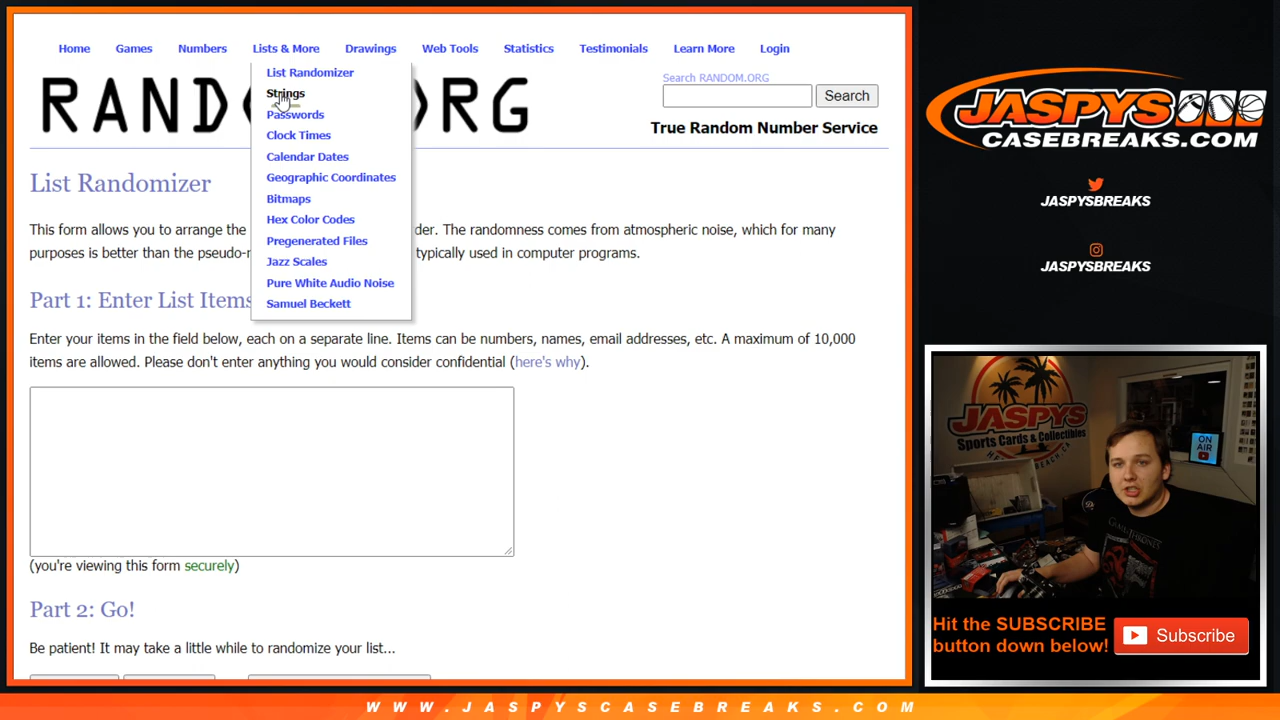 Home Games Numbers Lists & More Drawings Web Tools Statistics Testimonials Learn More Login
List Randomizer
Strings
Passwords
Clock Times
Calendar Dates
Geographic Coordinates
Bitmaps
Hex Color Codes
Pregenerated Files
Jazz Scales
Pure White Audio Noise
Samuel Beckett
RAND RG
Search RANDOM.ORG
Search
True Random Number Service
List Randomizer
This form allows you to arrange the der. The randomness comes from atmospheric noise, which for many
purposes is better than the pseudo-r typically used in computer programs.
Part 1: Enter List Items
Enter your items in the field below, each on a separate line. Items can be numbers, names, email addresses, etc. A maximum of 10,000
items are allowed. Please don't enter anything you would consider confidential (here's why).
(you're viewing this form securely)
Part 2: Go!
Be patient! It may take a little while to randomize your list...
JASPYS
CASEBREAKS.COM
JASPYSBREAKS
JASPYSBREAKS
JASPYS
Sports Cards & Collectibles
ON
AIR
GAME OF THRONES
Hit the SUBSCRIBE
button down below!
Subscribe
WWW.JASPYSCASEBREAKS.COM